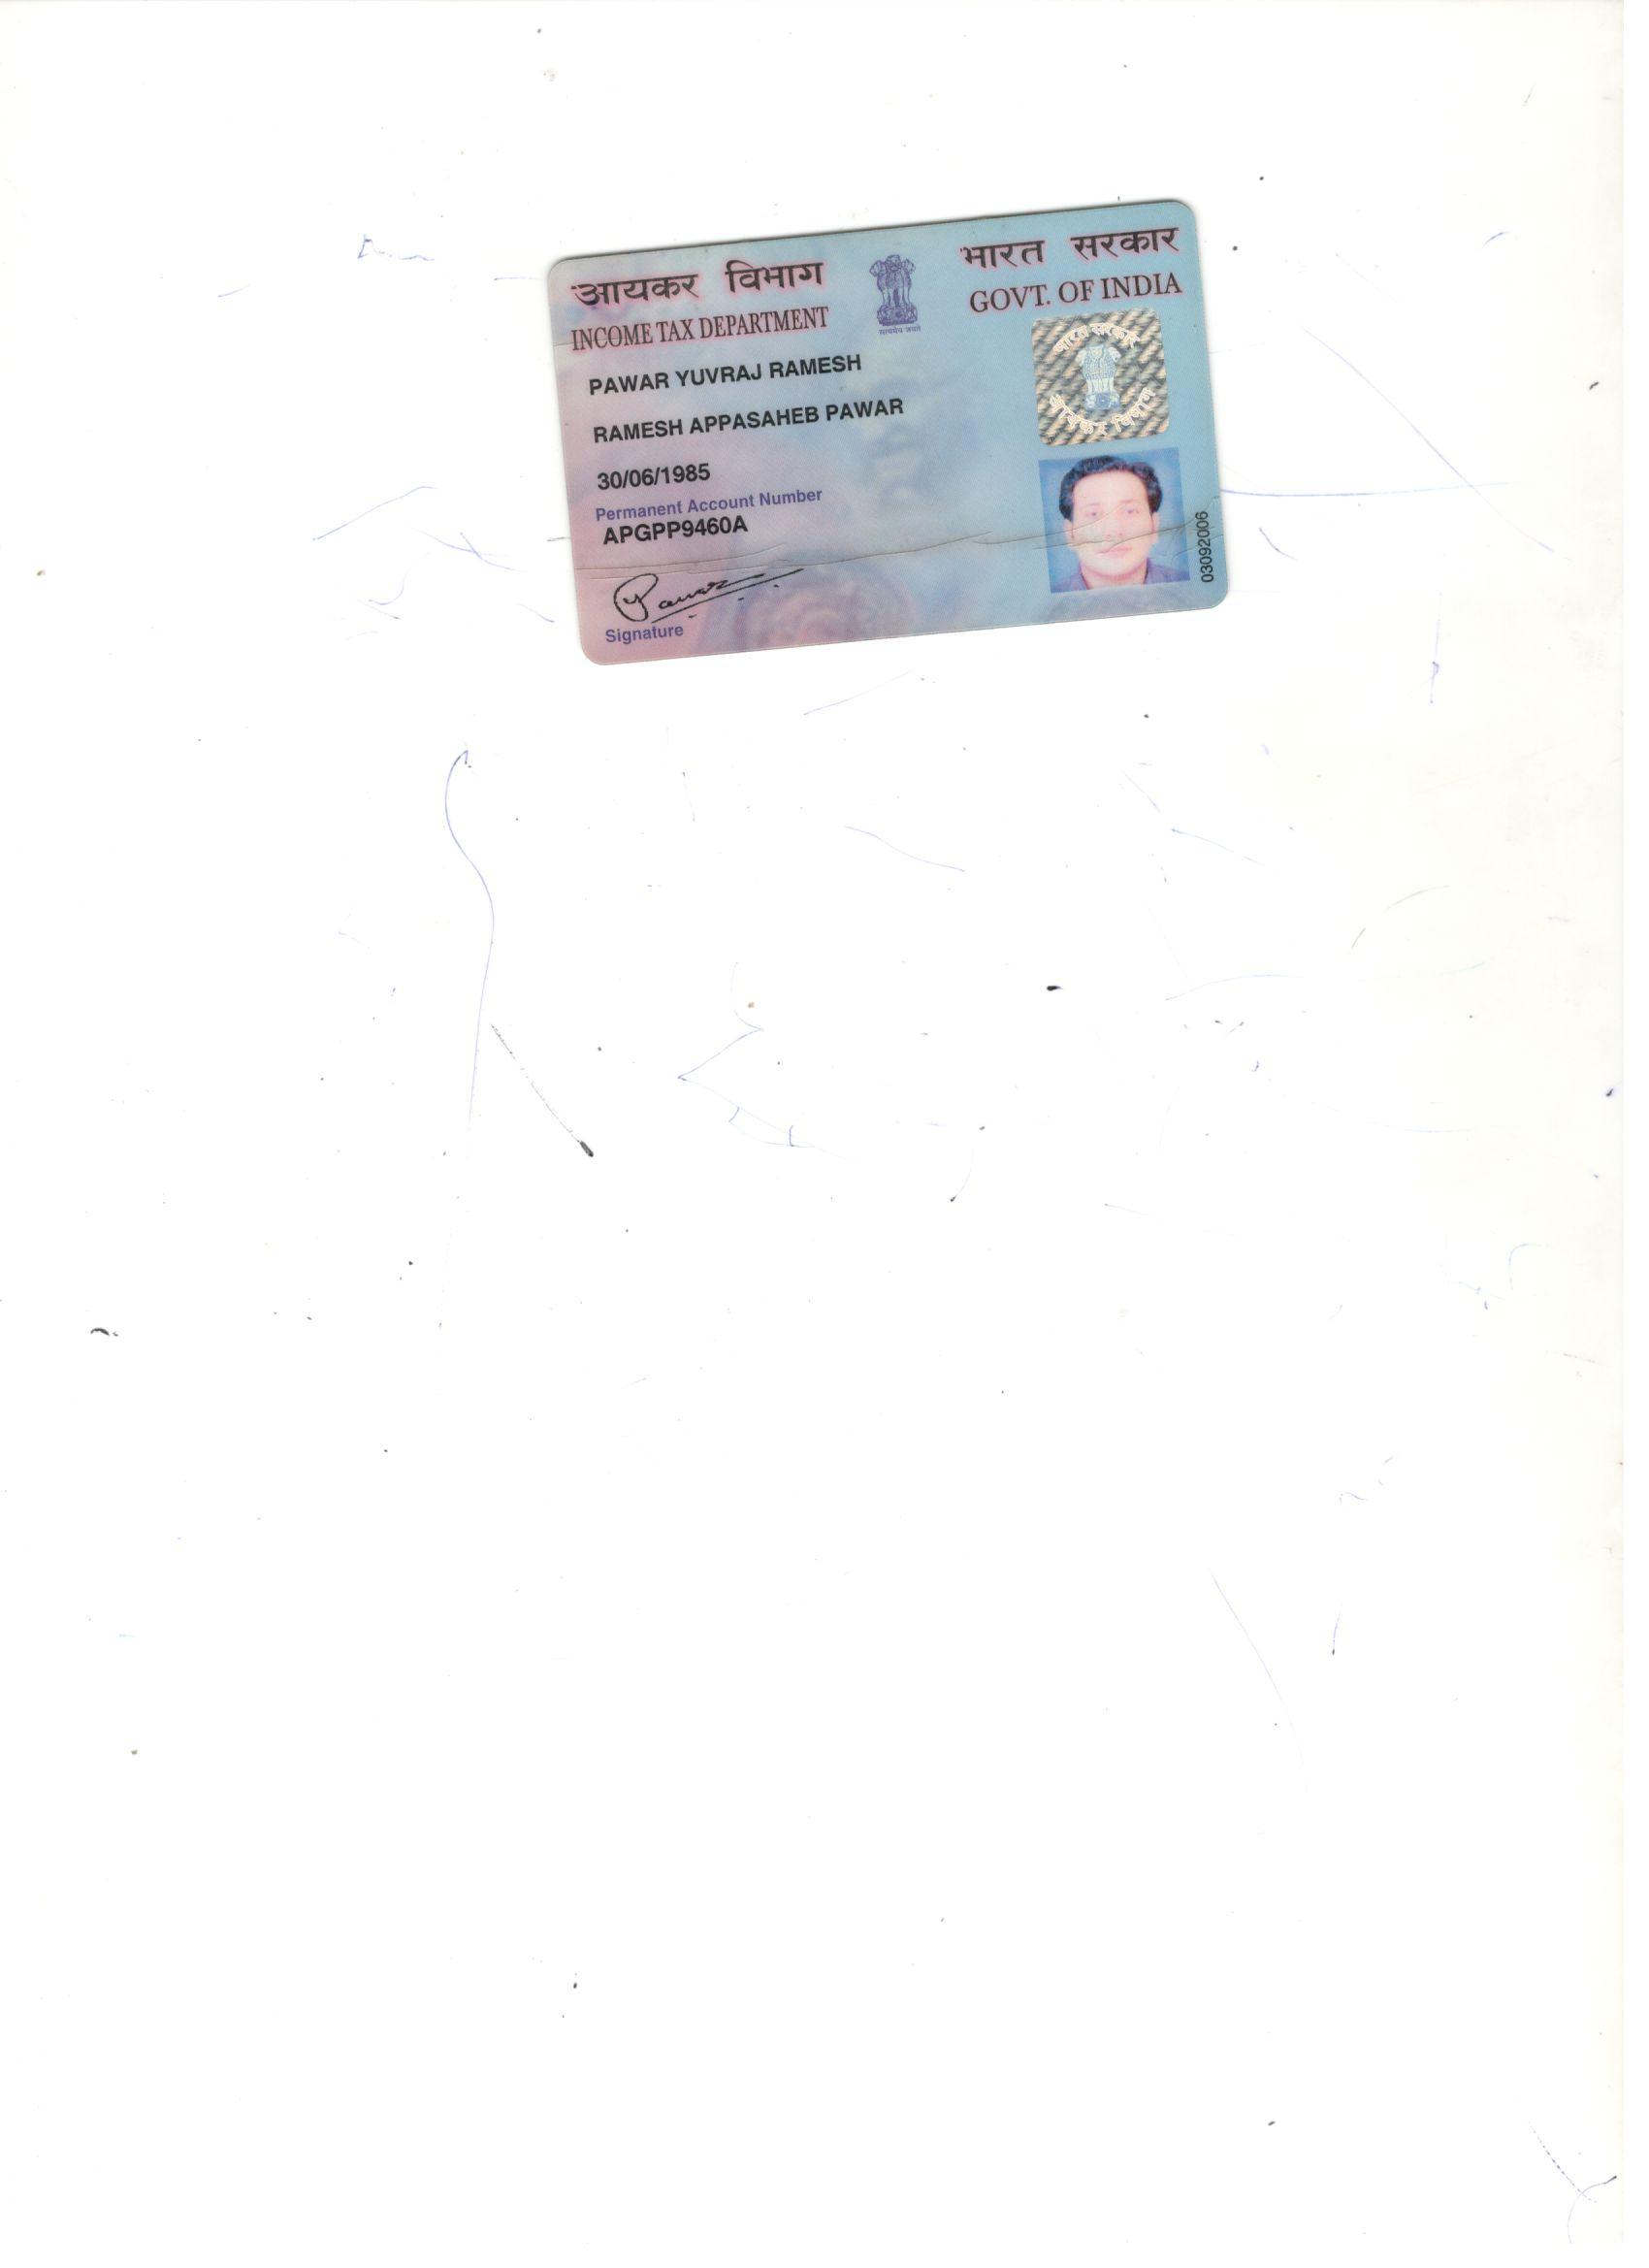 आयकर विभाग
INCOME TAX DEPARTMENT
सत्यमेव जयते
भारत सरकार
GOVT. OF INDIA
भारत सरकार
आयकर विभाग
PAWAR YUVRAJ RAMESH
RAMESH APPASAHEB PAWAR
30/06/1985
Permanent Account Number
APGPP9460A
Pawar
Signature
03092006